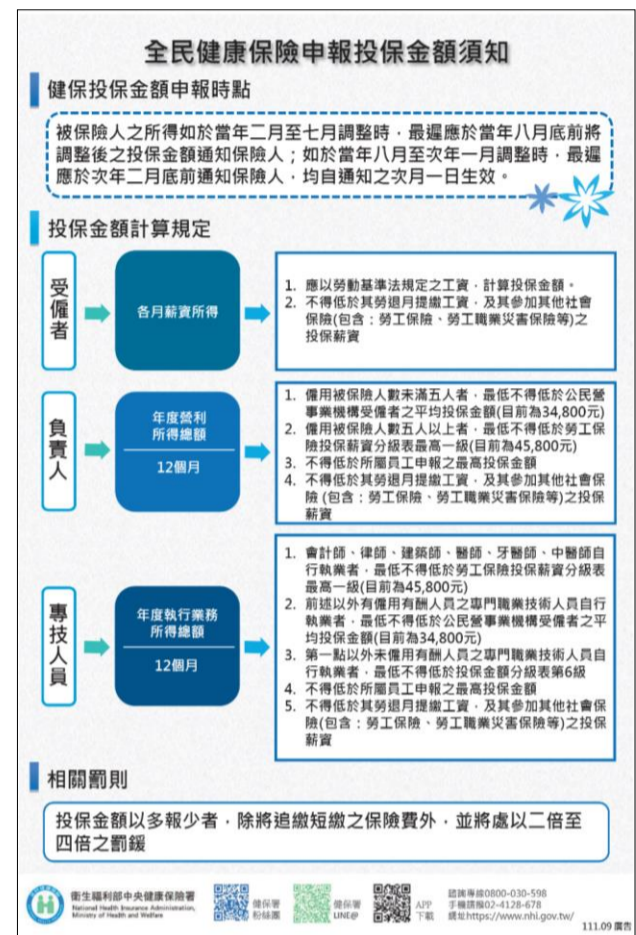 全民健康保險申報投保金額須知
健保投保金額申報時點
被保險人之所得如於當年二月至七月調整時，最遲應於當年八月底前將
調整後之投保金額通知保險人；如於當年八月至次年一月調整時，最遲
應於次年二月底前通知保險人，均自通知之次月一日生效。
投保金額計算規定
受僱者
各月薪資所得
1. 應以勞動基準法規定之工資，計算投保金額。
2. 不得低於其勞退月提繳工資，及其參加其他社會
保險(包含：勞工保險、勞工職業災害保險等)之
投保薪資
負責人
年度營利
所得總額
12個月
1. 僱用被保險人數未滿五人者，最低不得低於公民營
事業機構受僱者之平均投保金額(目前為34,800元)
2. 僱用被保險人數五人以上者，最低不得低於勞工保
險投保薪資分級表最高一級(目前為45,800元)
3. 不得低於所屬員工申報之最高投保金額
4. 不得低於其勞退月提繳工資，及其參加其他社會保
險 (包含：勞工保險、勞工職業災害保險等)之投保
薪資
專技人員
年度執行業務
所得總額
12個月
1. 會計師、律師、建築師、醫師、牙醫師、中醫師自
行執業者，最低不得低於勞工保險投保薪資分級表
最高一級(目前為45,800元)
2. 前述以外有僱用有酬人員之專門職業技術人員自行
執業者，最低不得低於公民營事業機構受僱者之平
均投保金額(目前為34,800元)
3. 第一點以外未僱用有酬人員之專門職業技術人員自
行執業者，最低不得低於投保金額分級表第6級
4. 不得低於所屬員工申報之最高投保金額
5. 不得低於其勞退月提繳工資，及其參加其他社會保
險(包含：勞工保險、勞工職業災害保險等)之投保
薪資
相關罰則
投保金額以多報少者，除將追繳短繳之保險費外，並將處以二倍至
四倍之罰鍰
衛生福利部中央健康保險署
National Health Insurance Administration,
Ministry of Health and Welfare
健保署
粉絲團
健保署
LINE@
APP
下載
諮詢專線0800-030-598
手機請撥02-4128-678
網址https://www.nhi.gov.tw/
111.09 廣告